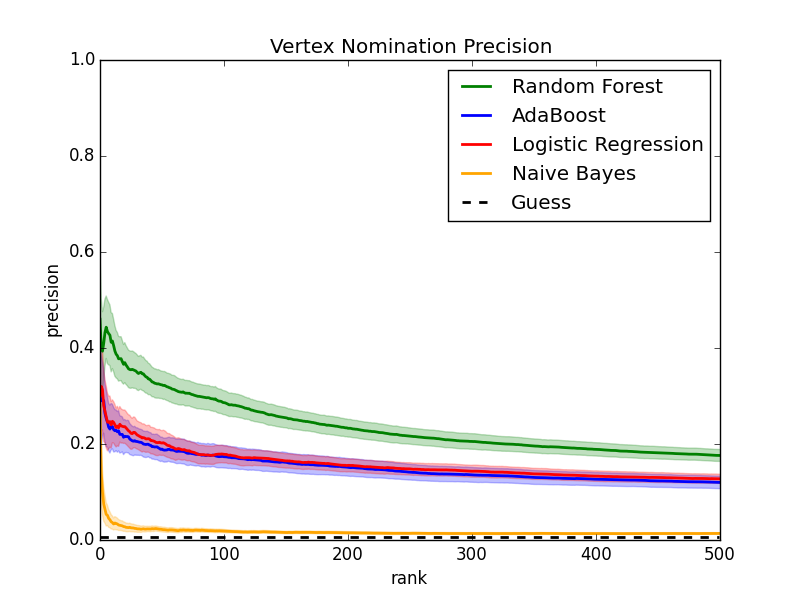 Vertex Nomination Precision
1.0
0.8
0.6
0.4
0.2
0.0
precision
Random Forest
AdaBoost
Logistic Regression
Naive Bayes
Guess
0 100 200 300 400 500
rank